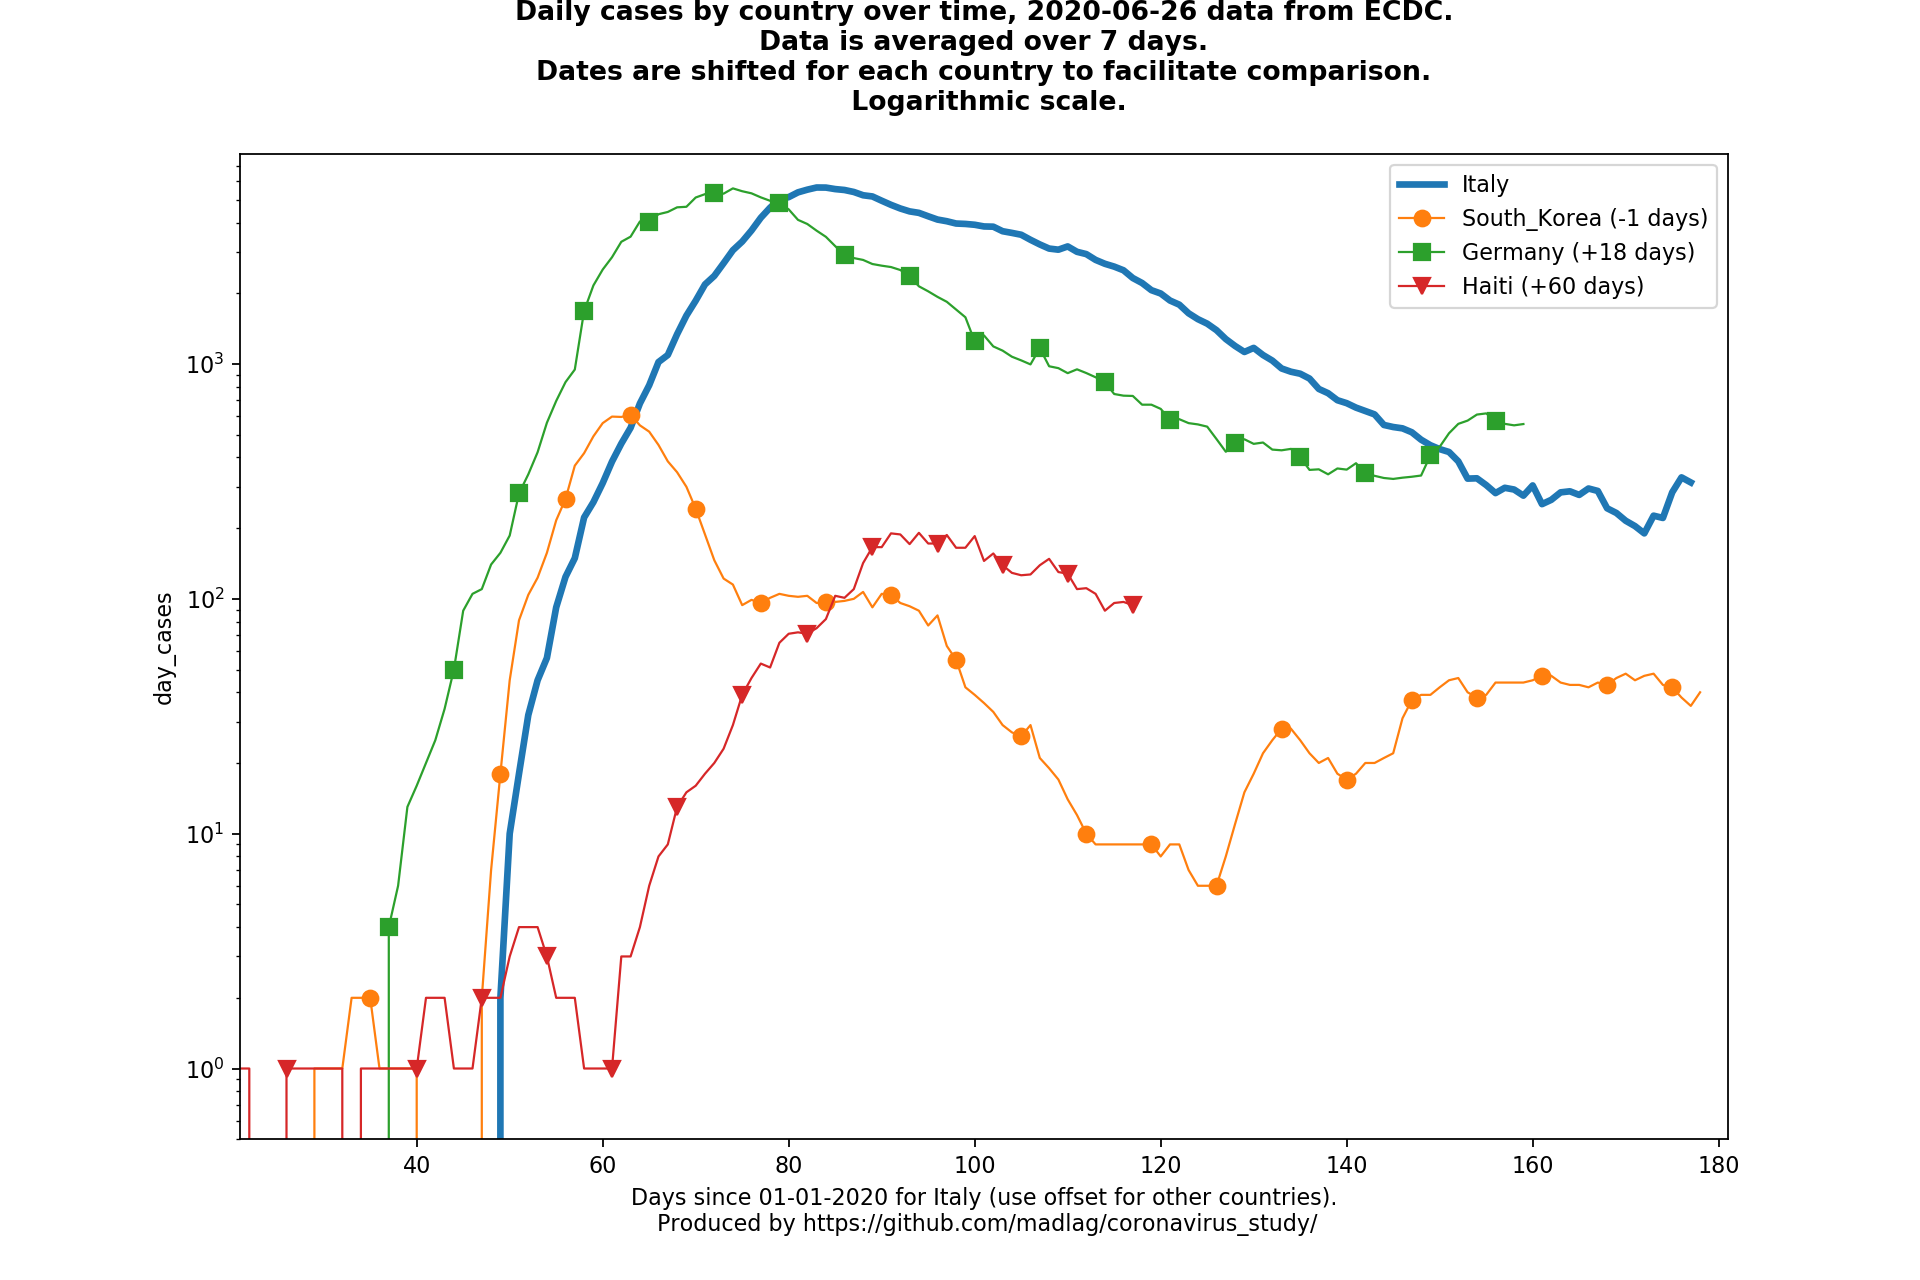 Daily cases by country over time, 2020-06-26 data from ECDC.
Data is averaged over 7 days.
Dates are shifted for each country to facilitate comparison.
Logarithmic scale.
Italy
South_Korea (-1 days)
Germany (+18 days)
Haiti (+60 days)
day_cases
10³
10²
10¹
10⁰
40 60 80 100 120 140 160 180
Days since 01-01-2020 for Italy (use offset for other countries).
Produced by https://github.com/madlag/coronavirus_study/